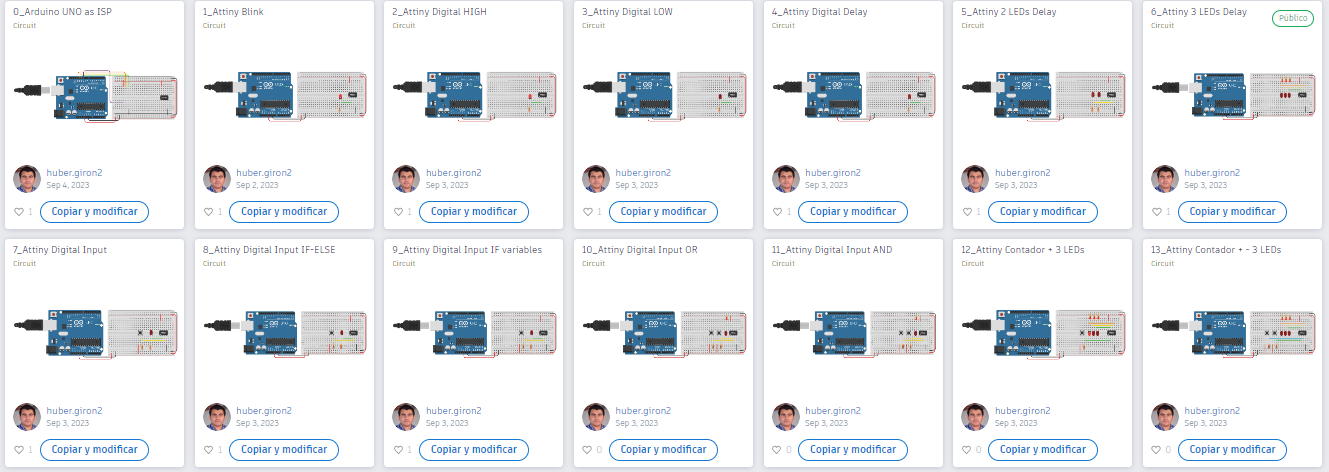 0_Arduino UNO as ISP
Circuit
huber.giron2
Sep 4, 2023
1 Copiar y modificar
1_Attiny Blink
Circuit
huber.giron2
Sep 2, 2023
1 Copiar y modificar
2_Attiny Digital HIGH
Circuit
huber.giron2
Sep 3, 2023
1 Copiar y modificar
3_Attiny Digital LOW
Circuit
huber.giron2
Sep 3, 2023
1 Copiar y modificar
4_Attiny Digital Delay
Circuit
huber.giron2
Sep 3, 2023
1 Copiar y modificar
5_Attiny 2 LEDs Delay
Circuit
huber.giron2
Sep 3, 2023
1 Copiar y modificar
6_Attiny 3 LEDs Delay
Público
Circuit
huber.giron2
Sep 3, 2023
1 Copiar y modificar
7_Attiny Digital Input
Circuit
huber.giron2
Sep 3, 2023
1 Copiar y modificar
8_Attiny Digital Input IF-ELSE
Circuit
huber.giron2
Sep 3, 2023
1 Copiar y modificar
9_Attiny Digital Input IF variables
Circuit
huber.giron2
Sep 3, 2023
1 Copiar y modificar
10_Attiny Digital Input OR
Circuit
huber.giron2
Sep 3, 2023
0 Copiar y modificar
11_Attiny Digital Input AND
Circuit
huber.giron2
Sep 3, 2023
0 Copiar y modificar
12_Attiny Contador + 3 LEDs
Circuit
huber.giron2
Sep 3, 2023
0 Copiar y modificar
13_Attiny Contador + - 3 LEDs
Circuit
huber.giron2
Sep 3, 2023
0 Copiar y modificar